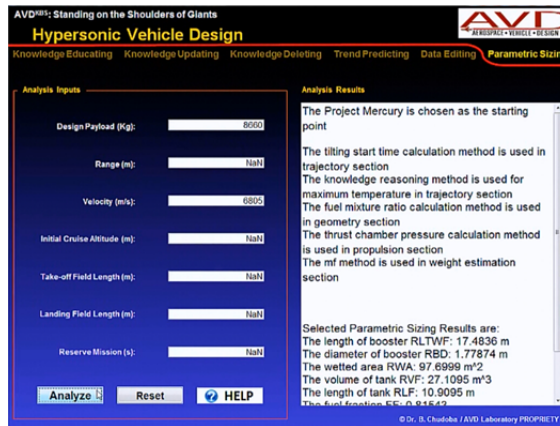 AVDᴷᴮˢ: Standing on the Shoulders of Giants
AVD
AEROSPACE • VEHICLE • DESIGN
Hypersonic Vehicle Design
Knowledge Educating Knowledge Updating Knowledge Deleting Trend Predicting Data Editing Parametric Sizin
Analysis Inputs
Design Payload (Kg): 8660
Range (m): NaN
Velocity (m/s): 6805
Initial Cruise Altitude (m): NaN
Take-off Field Length (m): NaN
Landing Field Length (m): NaN
Reserve Mission (s): NaN
Analyze Reset ? HELP
Analysis Results
The Project Mercury is chosen as the starting
point
The tilting start time calculation method is used in
trajectory section
The knowledge reasoning method is used for
maximum temperature in trajectory section
The fuel mixture ratio calculation method is used
in geometry section
The thrust chamber pressure calculation method
is used in propulsion section
The mf method is used in weight estimation
section
Selected Parametric Sizing Results are:
The length of booster RLTWF: 17.4836 m
The diameter of booster RBD: 1.77874 m
The wetted area RWA: 97.6999 m^2
The volume of tank RVF: 27.1095 m^3
The length of tank RLF: 10.9095 m
The fuel fraction FF: 0.81543
© Dr. B. Chudoba / AVD Laboratory PROPRIETY